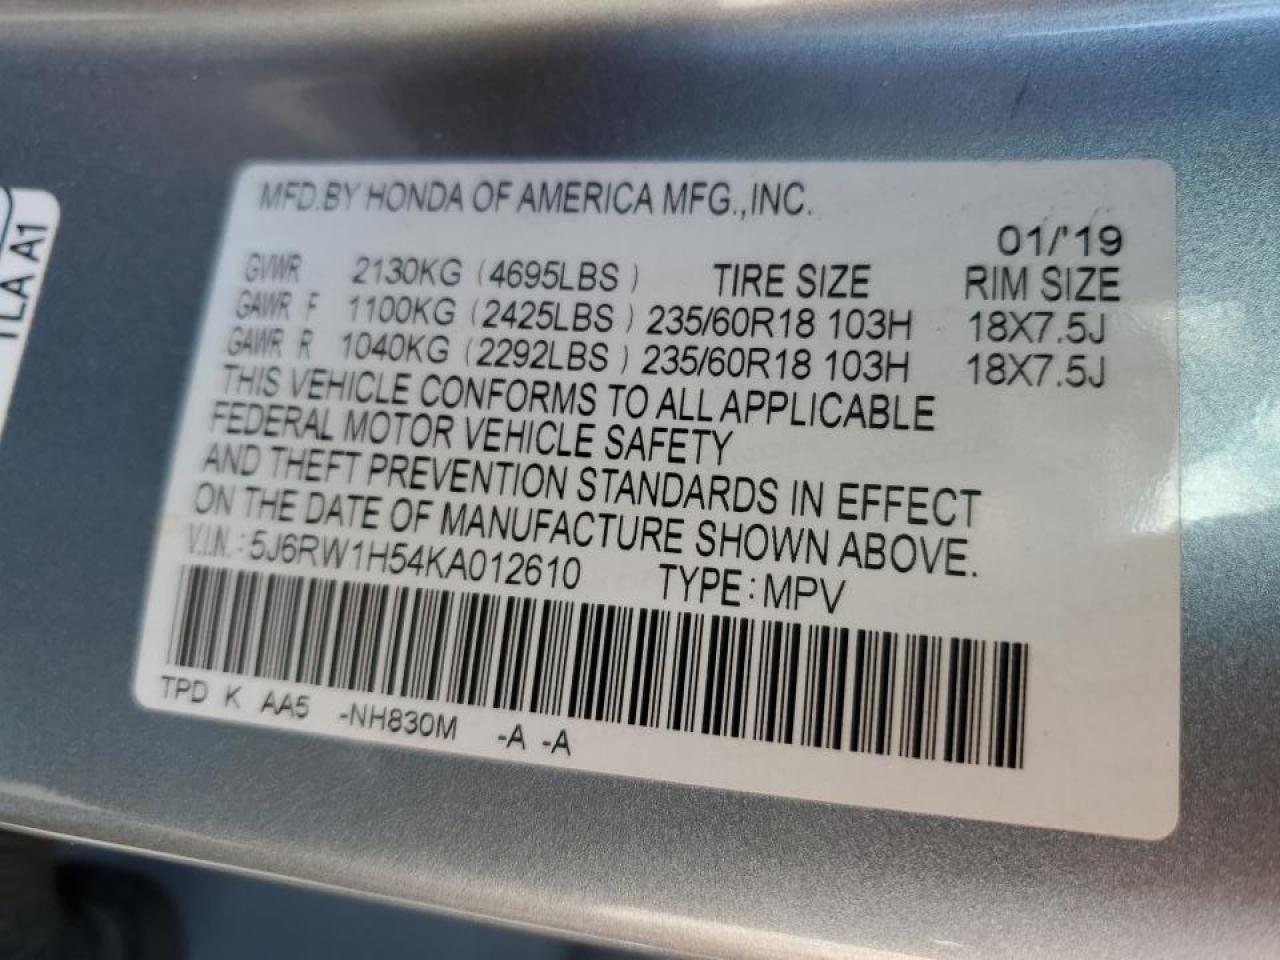 TLA A1
MFD.BY HONDA OF AMERICA MFG.,INC.
01/'19
GVWR 2130KG (4695LBS) TIRE SIZE RIM SIZE
GAWR F 1100KG (2425LBS) 235/60R18 103H 18X7.5J
GAWR R 1040KG (2292LBS) 235/60R18 103H 18X7.5J
THIS VEHICLE CONFORMS TO ALL APPLICABLE
FEDERAL MOTOR VEHICLE SAFETY
AND THEFT PREVENTION STANDARDS IN EFFECT
ON THE DATE OF MANUFACTURE SHOWN ABOVE.
V.I.N.: 5J6RW1H54KA012610 TYPE: MPV
TPD K AA5 -NH830M -A -A